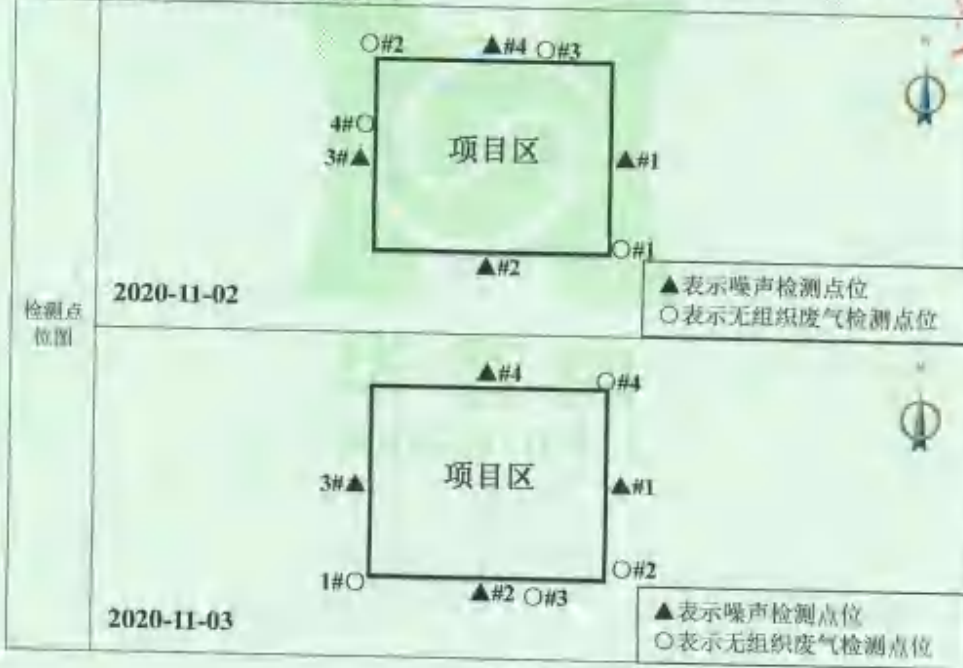 检测点
位图
○#2 ▲#4 ○#3
4#○
3#▲ 项目区 ▲#1
○#1
▲#2
2020-11-02
▲表示噪声检测点位
○表示无组织废气检测点位
N
▲#4 ○#4
3#▲ 项目区 ▲#1
1#○ ▲#2 ○#3 ○#2
2020-11-03
▲表示噪声检测点位
○表示无组织废气检测点位